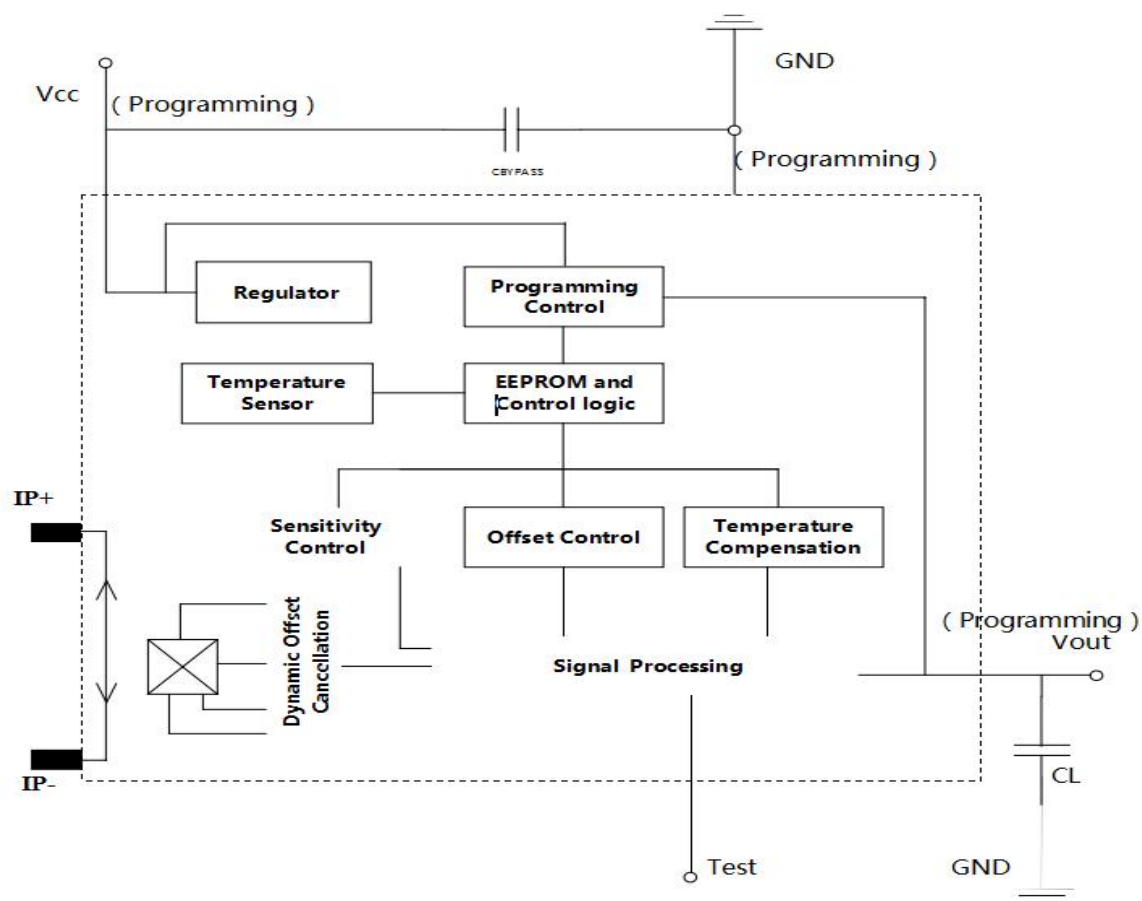 GND
Vcc
( Programming )
( Programming )
CBYPASS
Regulator
Programming
Control
Temperature
Sensor
EEPROM and
Control logic
IP+
Sensitivity
Control
Offset Control
Temperature
Compensation
Dynamic Offset
Cancellation
( Programming )
Vout
Signal Processing
IP-
CL
Test
GND